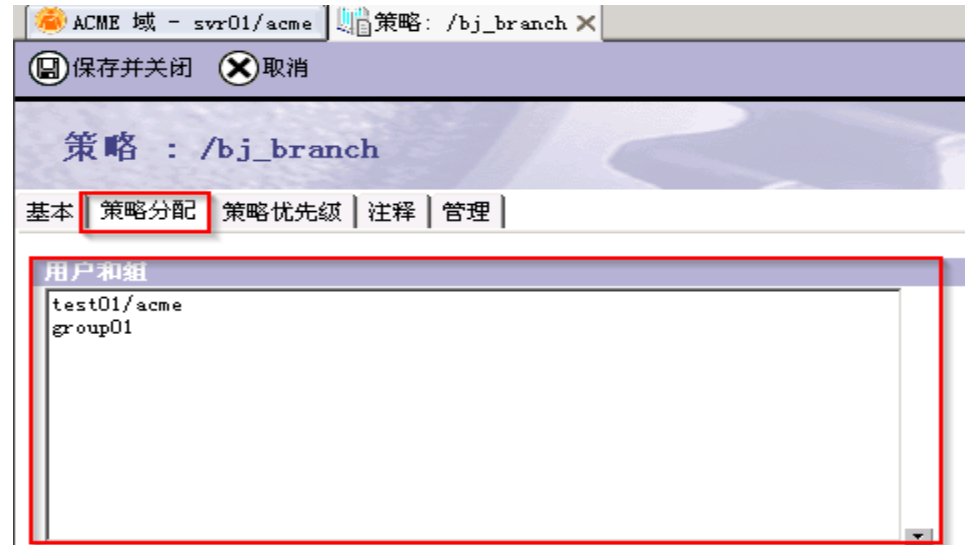 ACME 域 - svr01/acme 策略: /bj_branch
保存并关闭 取消
策略 : /bj_branch
基本 策略分配 策略优先级 注释 管理
用户和组
test01/acme
group01